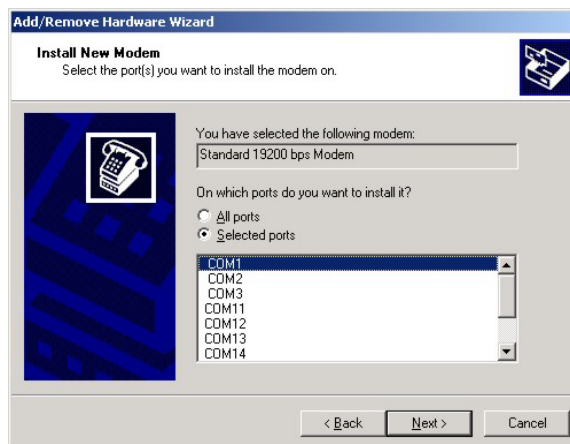 Add/Remove Hardware Wizard
Install New Modem
Select the port(s) you want to install the modem on.
You have selected the following modem:
Standard 19200 bps Modem
On which ports do you want to install it?
All ports
Selected ports
COM1
COM2
COM3
COM11
COM12
COM13
COM14
< Back
Next >
Cancel